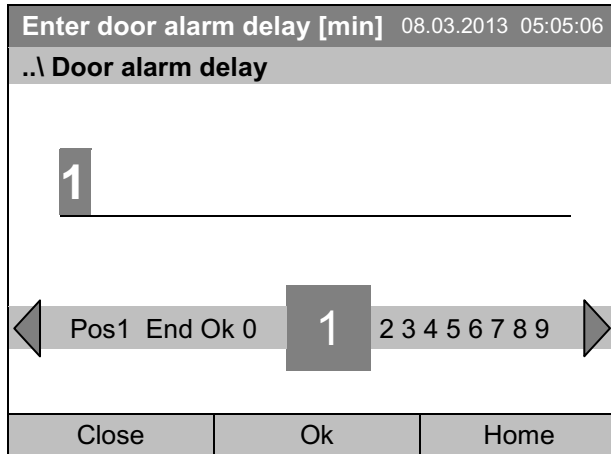 Enter door alarm delay [min] 08.03.2013 05:05:06
..\ Door alarm delay
1
Pos1 End Ok 0 1 2 3 4 5 6 7 8 9
Close Ok Home